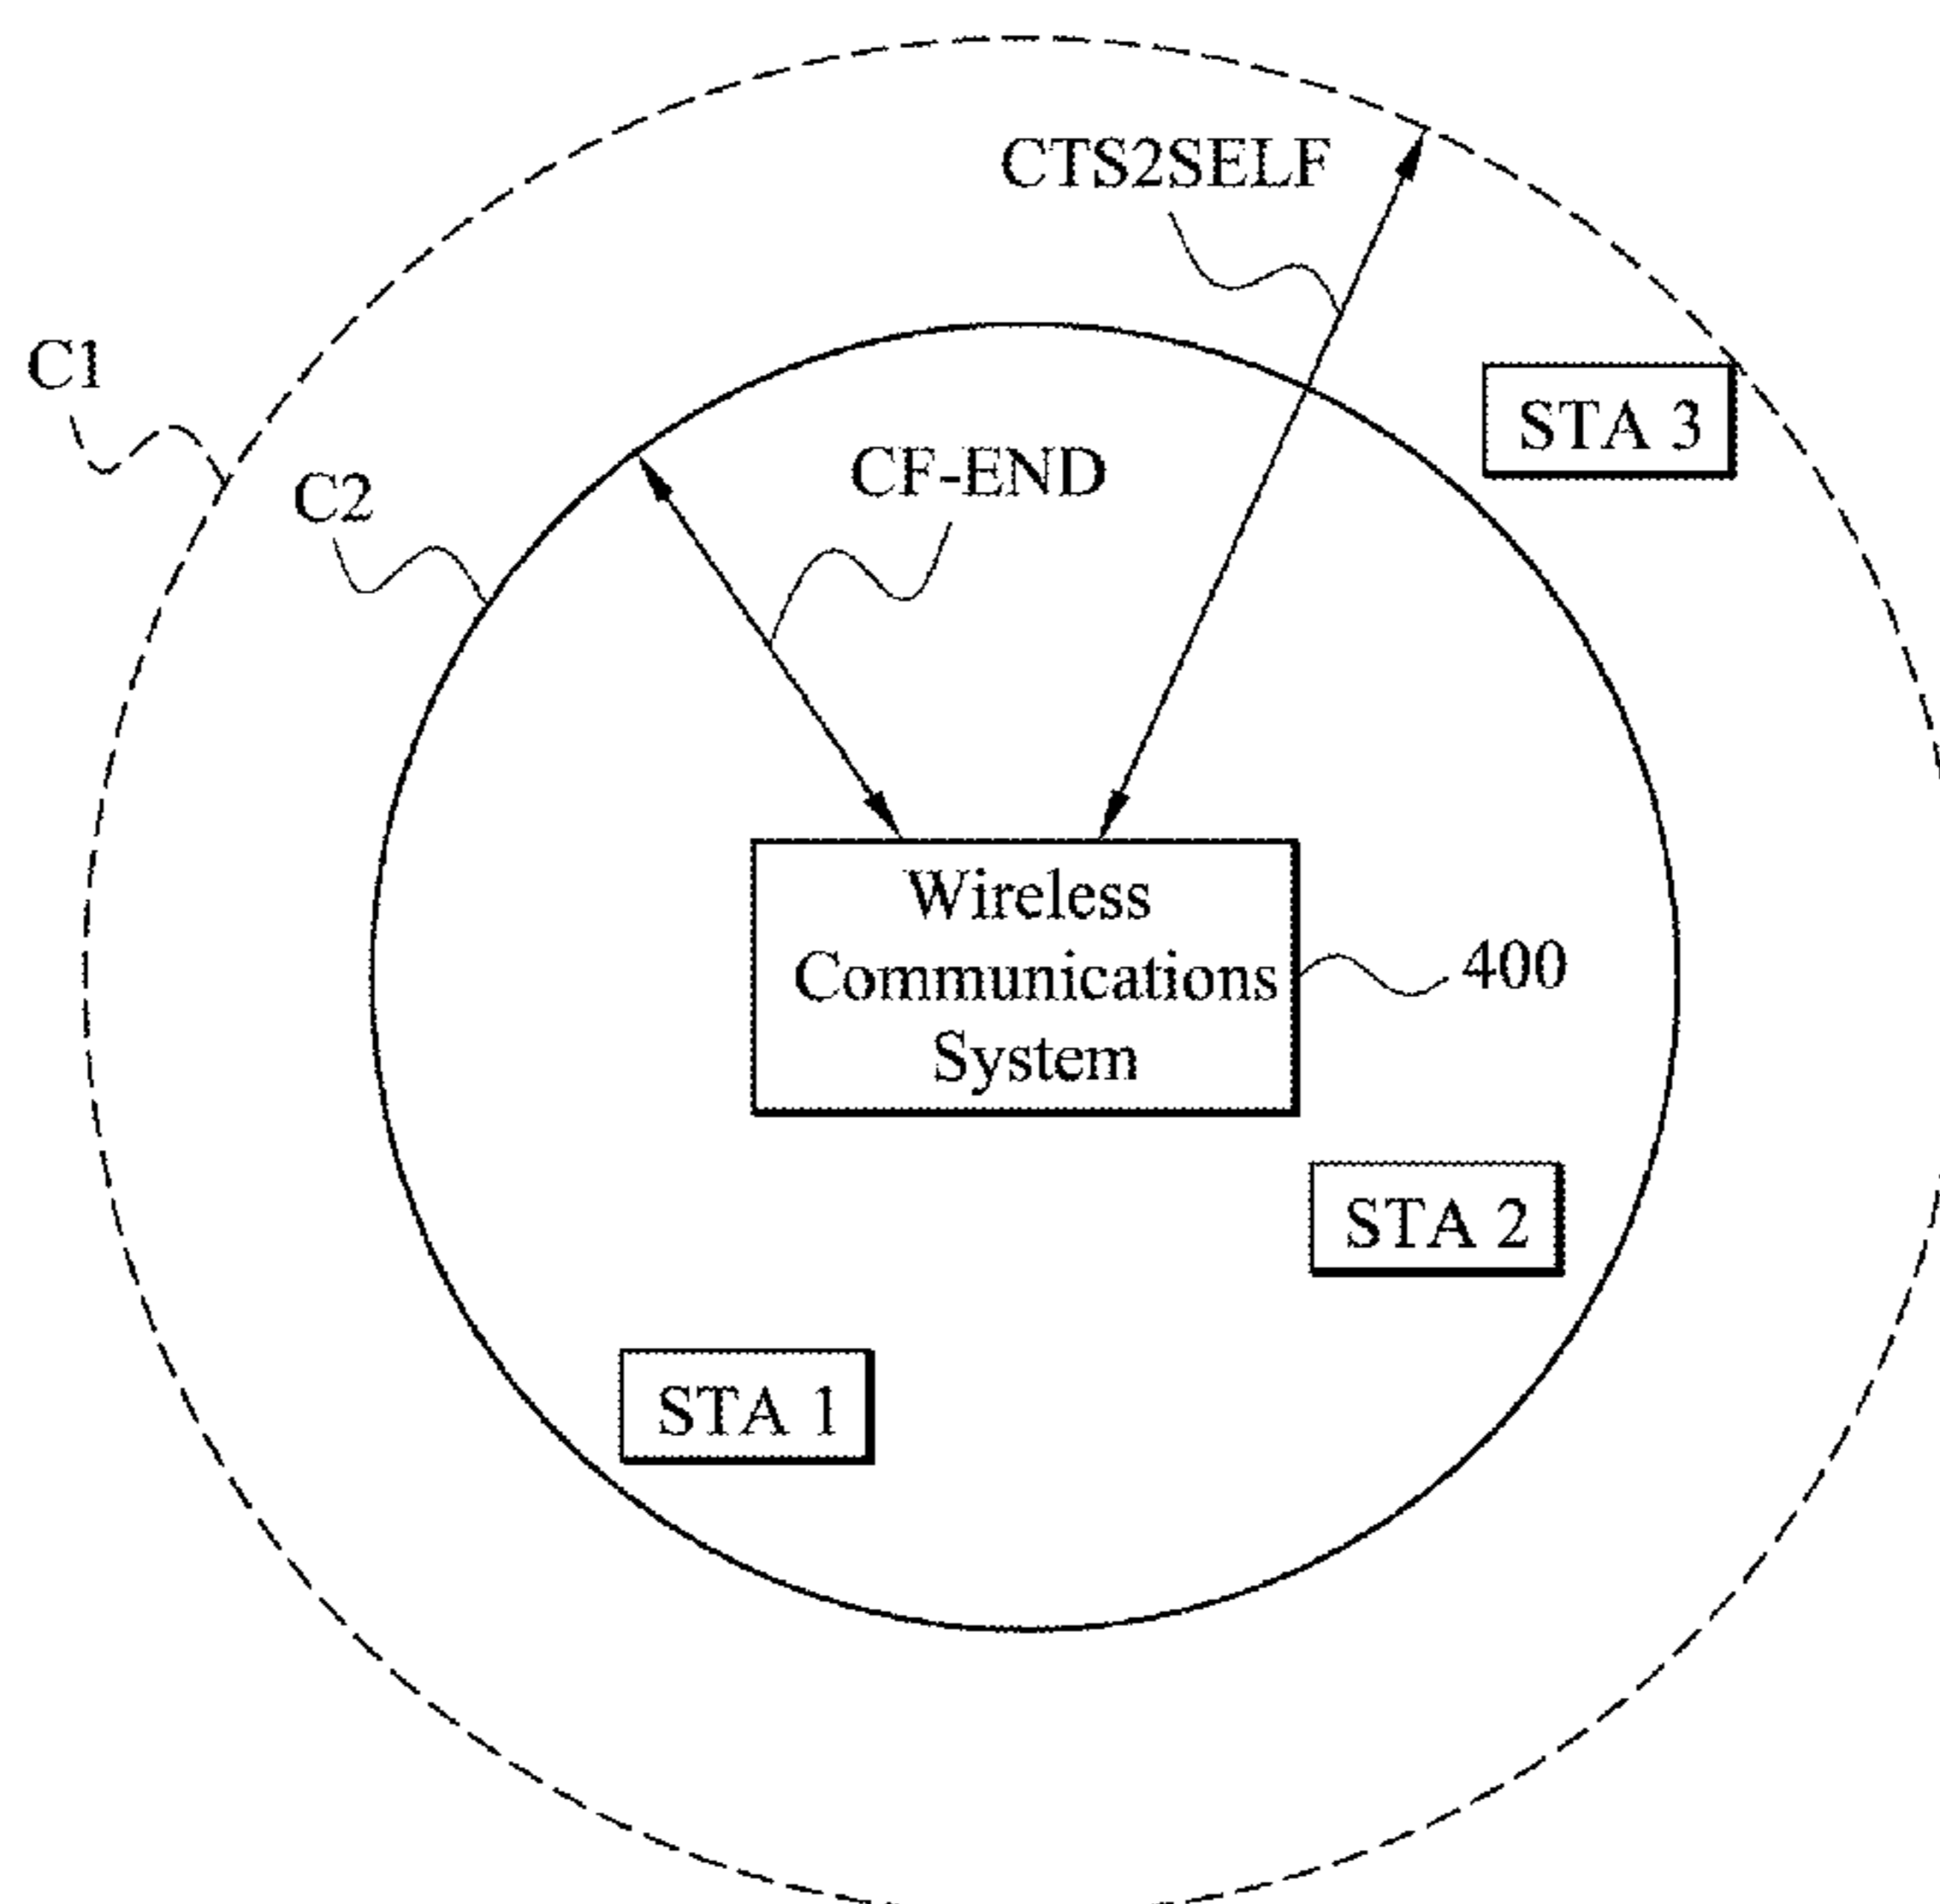 CTS2SELF
C1
STA 3
CF-END
C2
Wireless
Communications
System
400
STA 2
STA 1